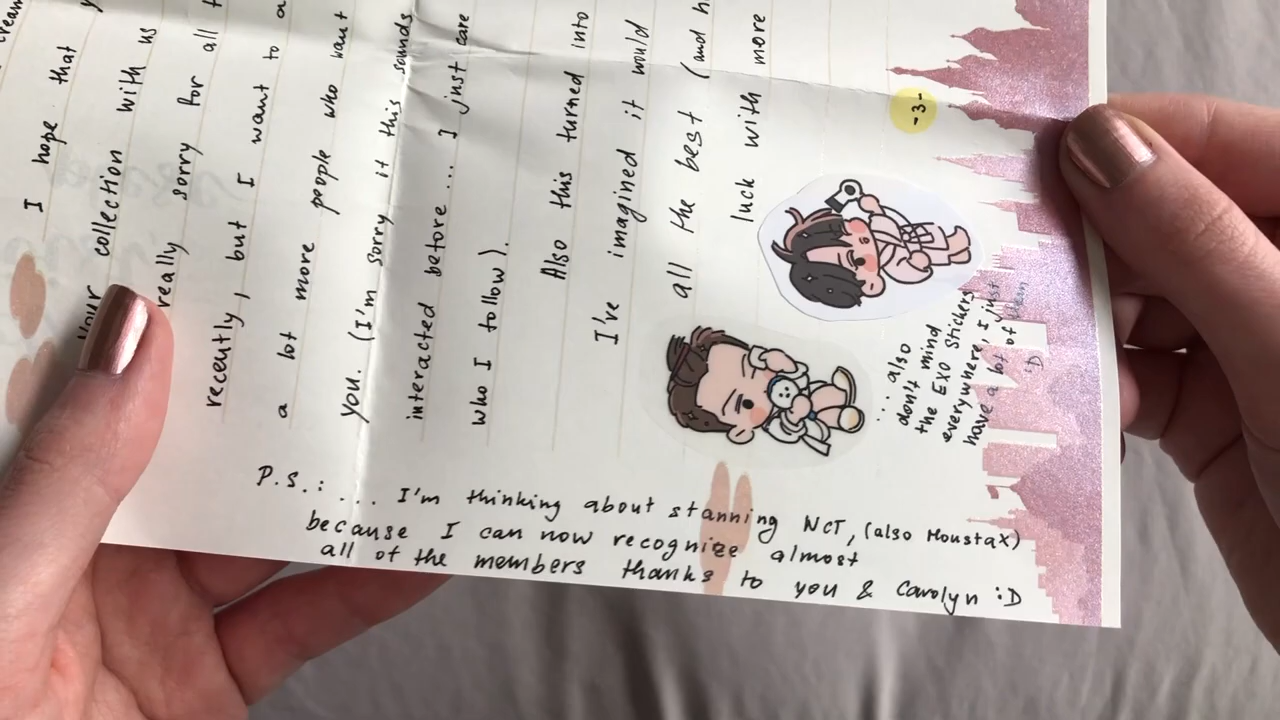 I hope that
your collection with us
really sorry for all
recently, but I want to a
a lot more people who want
you. (I'm sorry if this sounds
interacted before... I just care
who I follow).
Also this turned into
I've imagined it would
all the best (and h
luck with more
-3-
... also
don't mind
the EXO stickers
everywhere, I just
have a lot of them
:D
P.S.: ... I'm thinking about stanning NCT, (also Monsta X)
because I can now recognize almost
all of the members thanks to you & Carolyn :D